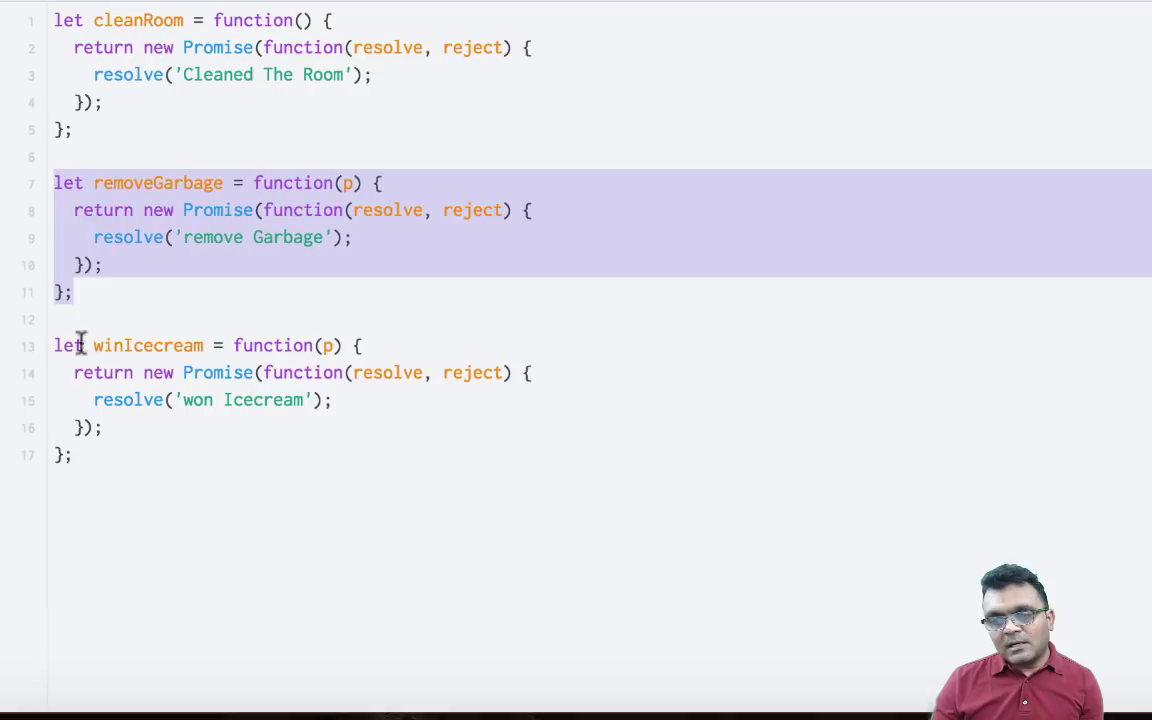 1 let cleanRoom = function() {
2 return new Promise(function(resolve, reject) {
3 resolve('Cleaned The Room');
4 });
5 };
6
7 let removeGarbage = function(p) {
8 return new Promise(function(resolve, reject) {
9 resolve('remove Garbage');
10 });
11 };
12
13 let winIcecream = function(p) {
14 return new Promise(function(resolve, reject) {
15 resolve('won Icecream');
16 });
17 };